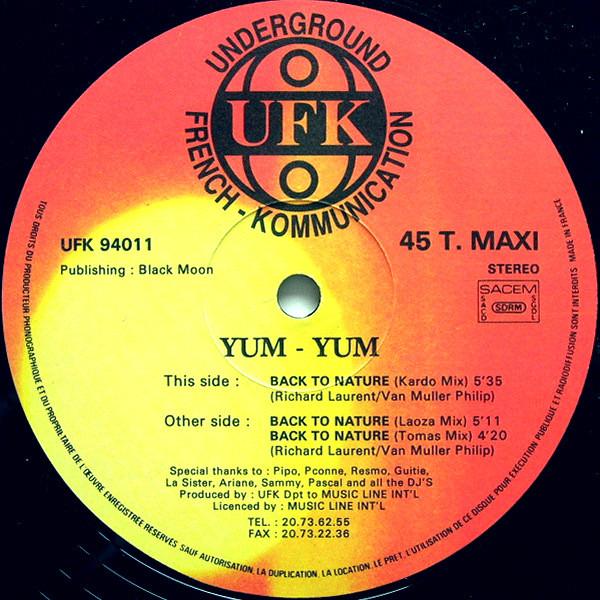 UNDERGROUND
UFK
FRENCH - KOMMUNICATION
UFK 94011
45 T. MAXI
Publishing : Black Moon
STEREO
SACEM
SACD
SDRM
SCDL
YUM - YUM
This side : BACK TO NATURE (Kardo Mix) 5'35
(Richard Laurent/Van Muller Philip)
Other side : BACK TO NATURE (Laoza Mix) 5'11
BACK TO NATURE (Tomas Mix) 4'20
(Richard Laurent/Van Muller Philip)
Special thanks to : Pipo, Pconne, Resmo, Guitie,
La Sister, Ariane, Sammy, Pascal and all the DJ'S
Produced by : UFK Dpt to MUSIC LINE INT'L
Licenced by : MUSIC LINE INT'L
TEL. : 20.73.62.55
FAX : 20.73.22.36
TOUS DROITS DU PRODUCTEUR PHONOGRAPHIQUE ET DU PROPRIETAIRE DE L'ŒUVRE ENREGISTREE RESERVES. SAUF AUTORISATION, LA DUPLICATION, LA LOCATION, LE PRET, L'UTILISATION DE CE DISQUE POUR EXECUTION PUBLIQUE ET RADIODIFFUSION SONT INTERDITS MADE IN FRANCE